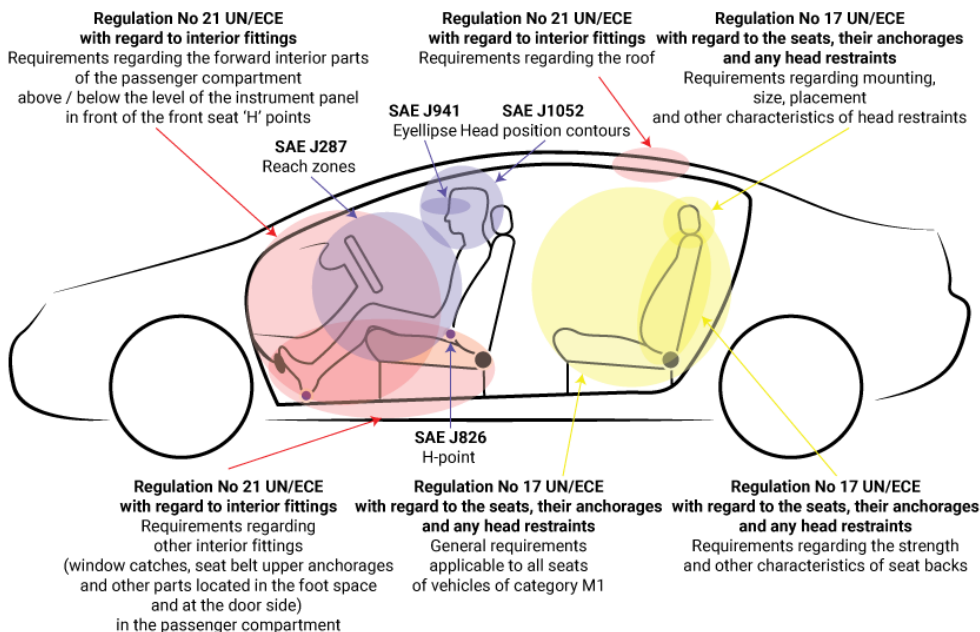 Regulation No 21 UN/ECE
with regard to interior fittings
Requirements regarding the forward interior parts
of the passenger compartment
above / below the level of the instrument panel
in front of the front seat ‘H’ points
Regulation No 21 UN/ECE
with regard to interior fittings
Requirements regarding the roof
Regulation No 17 UN/ECE
with regard to the seats, their anchorages
and any head restraints
Requirements regarding mounting,
size, placement
and other characteristics of head restraints
SAE J287
Reach zones
SAE J941
Eyellipse
SAE J1052
Head position contours
SAE J826
H-point
Regulation No 21 UN/ECE
with regard to interior fittings
Requirements regarding
other interior fittings
(window catches, seat belt upper anchorages
and other parts located in the foot space
and at the door side)
in the passenger compartment
Regulation No 17 UN/ECE
with regard to the seats, their anchorages
and any head restraints
General requirements
applicable to all seats
of vehicles of category M1
Regulation No 17 UN/ECE
with regard to the seats, their anchorages
and any head restraints
Requirements regarding the strength
and other characteristics of seat backs